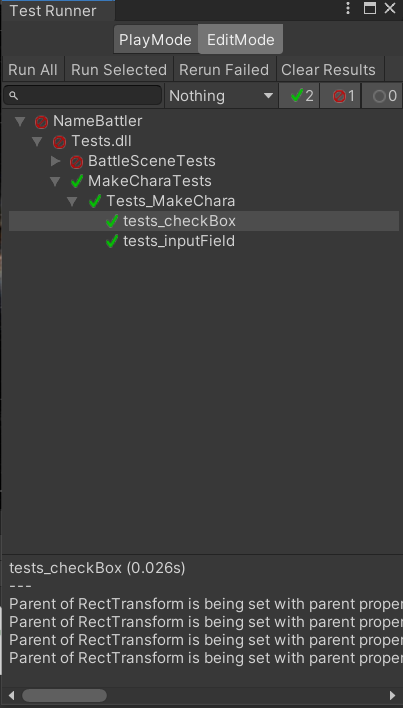 Test Runner
PlayMode EditMode
Run All Run Selected Rerun Failed Clear Results
Nothing 2 1 0
NameBattler
Tests.dll
BattleSceneTests
MakeCharaTests
Tests_MakeChara
tests_checkBox
tests_inputField
tests_checkBox (0.026s)
---
Parent of RectTransform is being set with parent proper
Parent of RectTransform is being set with parent proper
Parent of RectTransform is being set with parent proper
Parent of RectTransform is being set with parent proper